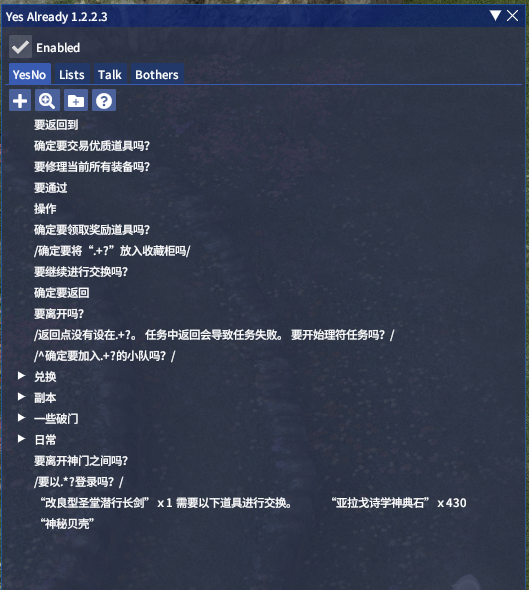 Yes Already 1.2.2.3
Enabled
YesNo Lists Talk Bothers
要返回到
确定要交易优质道具吗?
要修理当前所有装备吗?
要通过
操作
确定要领取奖励道具吗?
/确定要将“.+?”放入收藏柜吗/
要继续进行交换吗?
确定要返回
要离开吗?
/返回点没有设在.+?。 任务中返回会导致任务失败。 要开始理符任务吗? /
/^确定要加入.+?的小队吗? /
兑换
副本
一些破门
日常
要离开神门之间吗?
/要以.*?登录吗? /
“改良型圣堂潜行长剑” x 1 需要以下道具进行交换。 “亚拉戈诗学神典石” x 430
“神秘贝壳”